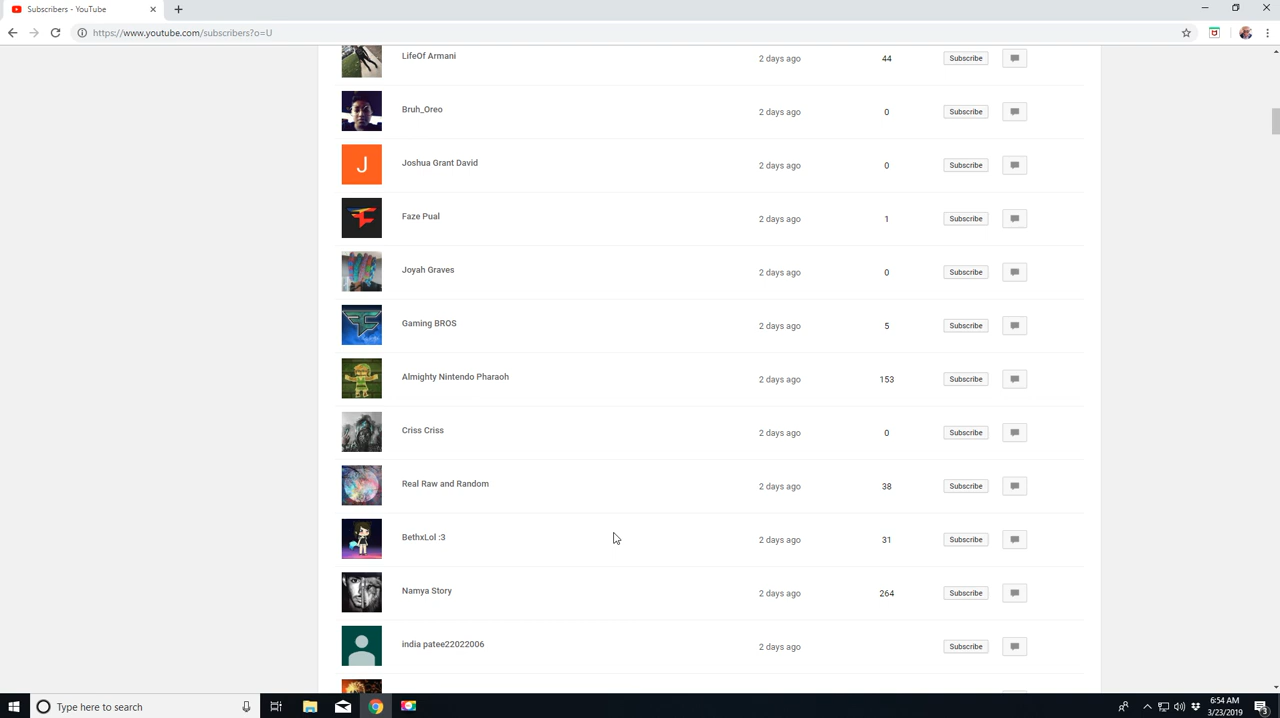 Subscribers - YouTube
https://www.youtube.com/subscribers?o=U
LifeOf Armani 2 days ago 44 Subscribe
Bruh_Oreo 2 days ago 0 Subscribe
J Joshua Grant David 2 days ago 0 Subscribe
Faze Pual 2 days ago 1 Subscribe
Joyah Graves 2 days ago 0 Subscribe
Gaming BROS 2 days ago 5 Subscribe
Almighty Nintendo Pharaoh 2 days ago 153 Subscribe
Criss Criss 2 days ago 0 Subscribe
Real Raw and Random 2 days ago 38 Subscribe
BethxLol :3 2 days ago 31 Subscribe
Namya Story 2 days ago 264 Subscribe
india patee22022006 2 days ago Subscribe
Type here to search
6:54 AM
3/23/2019
3